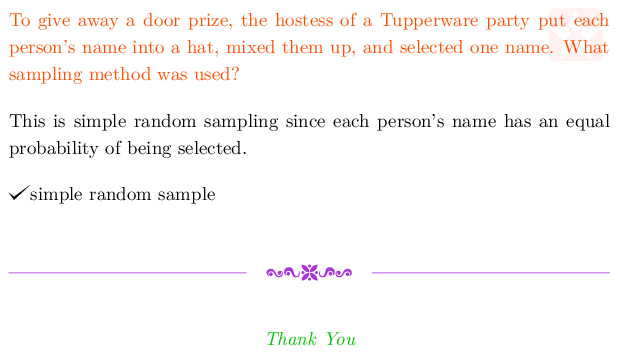 To give away a door prize, the hostess of a Tupperware party put each
person's name into a hat, mixed them up, and selected one name. What
sampling method was used?
This is simple random sampling since each person's name has an equal
probability of being selected.
✓simple random sample
Thank You